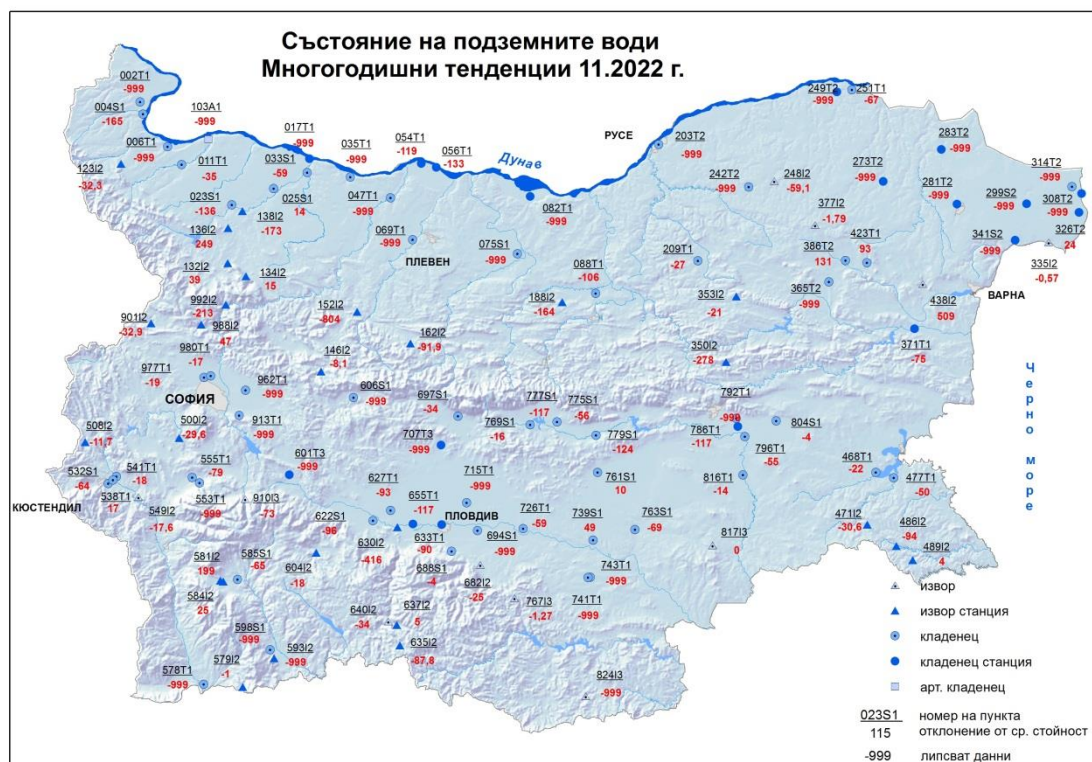 Състояние на подземните води
Многогодишни тенденции 11.2022 г.
002T1
-999
004S1
-165
103A1
-999
006T1
-999
123I2
-32,3
011T1
-35
017T1
-999
033S1
-59
035T1
-999
054T1
-119
056T1
-133
Дунав
РУСЕ
203T2
-999
249T2
-999
251T1
-67
283T2
-999
314T2
-999
023S1
-136
025S1
14
047T1
-999
082T1
-999
242T2
-999
248I2
-59,1
273T2
-999
281T2
-999
299S2
-999
308T2
-999
326T2
24
138I2
-173
136I2
249
069T1
-999
ПЛЕВЕН
075S1
-999
377I2
-1,79
423T1
93
386T2
131
341S2
-999
335I2
-0,57
132I2
39
134I2
15
088T1
-106
209T1
-27
365T2
-999
ВАРНА
992I2
-213
152I2
-804
188I2
-164
353I2
-21
438I2
509
901I2
-32,9
988I2
47
162I2
-91,9
371T1
-75
980T1
-17
977T1
-19
146I2
-8,1
350I2
-278
СОФИЯ
962T1
-999
606S1
-999
697S1
-34
777S1
-117
775S1
-56
792T1
-999
Черно море
508I2
-11,7
500I2
-29,6
913T1
-999
707T3
-999
769S1
-16
779S1
-124
786T1
-117
804S1
-4
796T1
-55
532S1
-64
541T1
-18
555T1
-79
601T3
-999
627T1
-93
715T1
-999
761S1
10
816T1
-14
468T1
-22
477T1
-50
КЮСТЕНДИЛ
538T1
17
549I2
-17,6
553T1
-999
910I3
-73
622S1
-96
655T1
-117
ПЛОВДИВ
726T1
-59
739S1
49
763S1
-69
471I2
-30,6
486I2
-94
630I2
-416
633T1
-90
694S1
-999
817I3
0
489I2
4
581I2
199
585S1
-65
604I2
-18
688S1
-4
682I2
-25
743T1
-999
584I2
25
640I2
-34
637I2
5
767I3
-1,27
741T1
-999
598S1
-999
593I2
-999
635I2
-87,8
578T1
-999
579I2
-1
824I3
-999
извор
извор станция
кладенец
кладенец станция
арт. кладенец
023S1 номер на пункта
115 отклонение от ср. стойност
-999 липсват данни